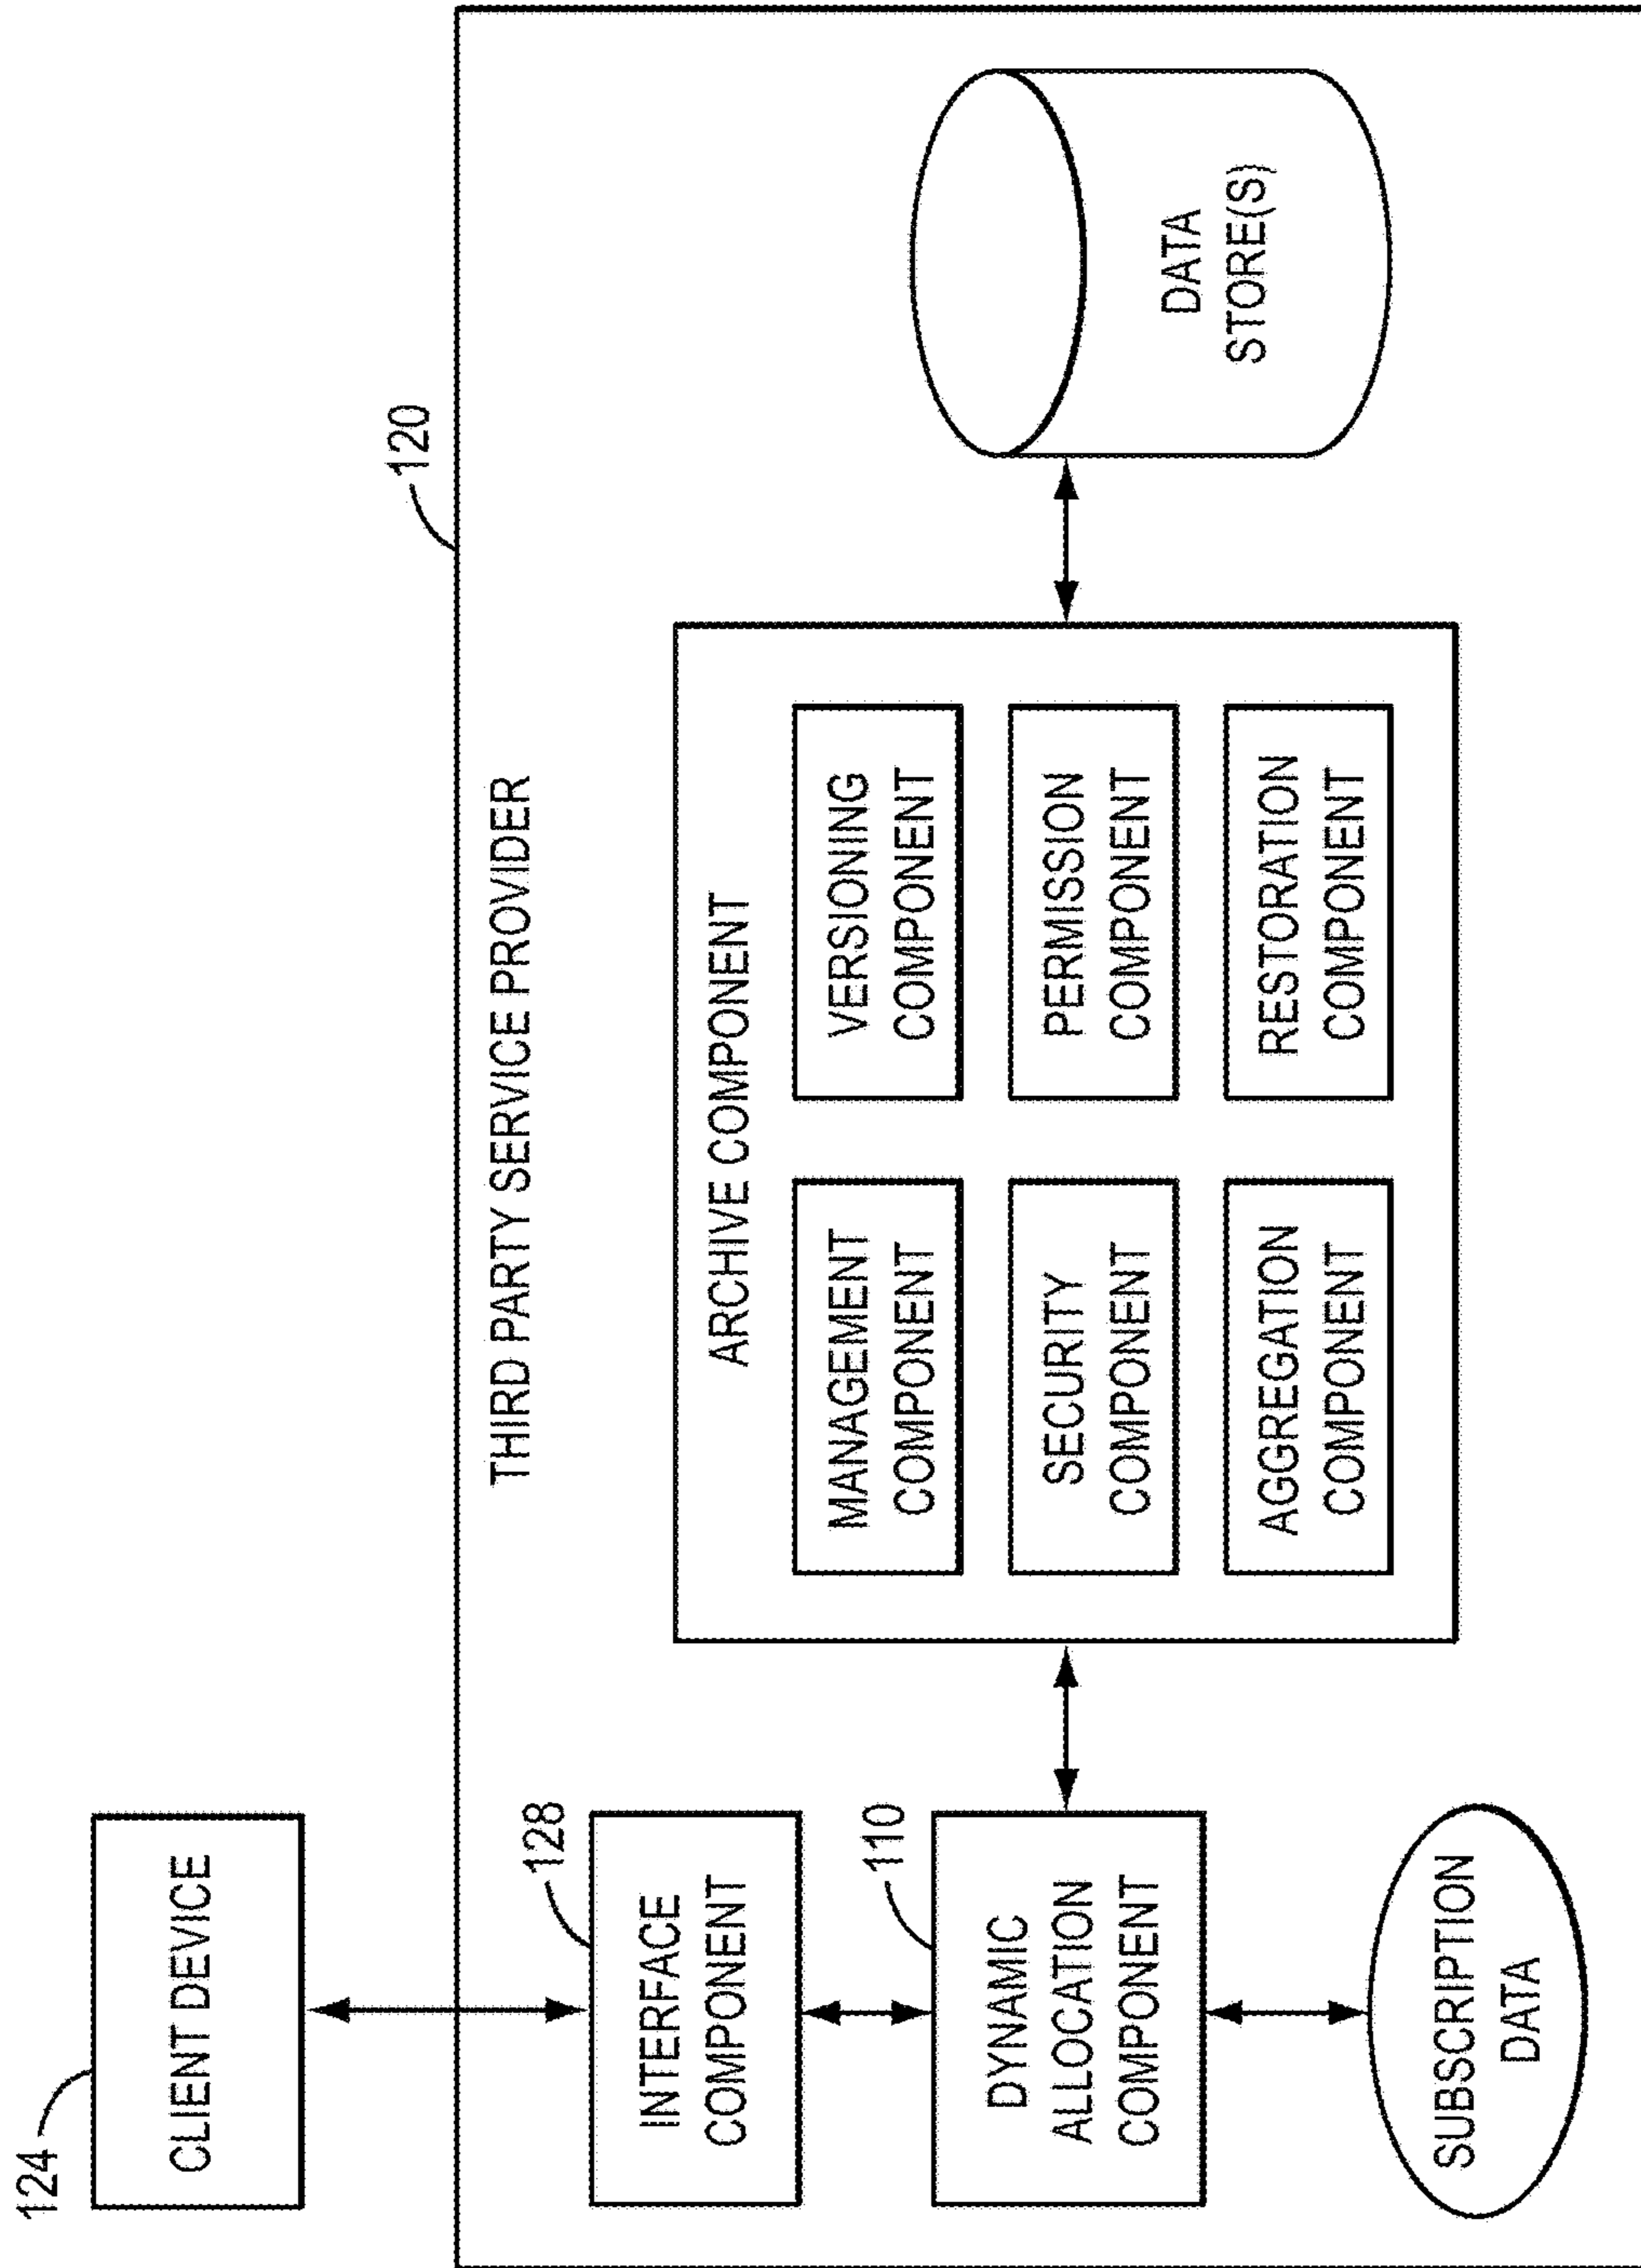 124
CLIENT DEVICE
120
THIRD PARTY SERVICE PROVIDER
128
INTERFACE
COMPONENT
110
DYNAMIC
ALLOCATION
COMPONENT
SUBSCRIPTION
DATA
ARCHIVE COMPONENT
MANAGEMENT
COMPONENT
VERSIONING
COMPONENT
SECURITY
COMPONENT
PERMISSION
COMPONENT
AGGREGATION
COMPONENT
RESTORATION
COMPONENT
DATA
STORE(S)